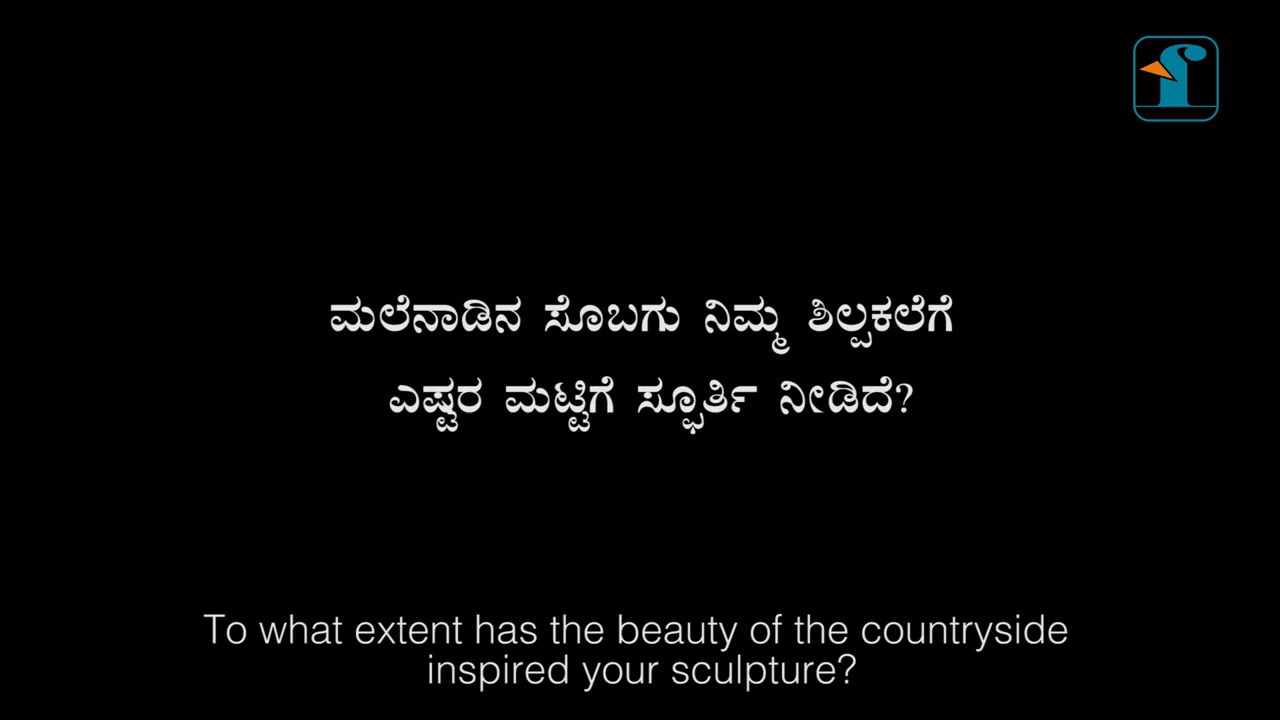 ಮಲೆನಾಡಿನ ಸೊಬಗು ನಿಮ್ಮ ಶಿಲ್ಪಕಲೆಗೆ
ಎಷ್ಟರ ಮಟ್ಟಿಗೆ ಸ್ಫೂರ್ತಿ ನೀಡಿದೆ?
To what extent has the beauty of the countryside
inspired your sculpture?